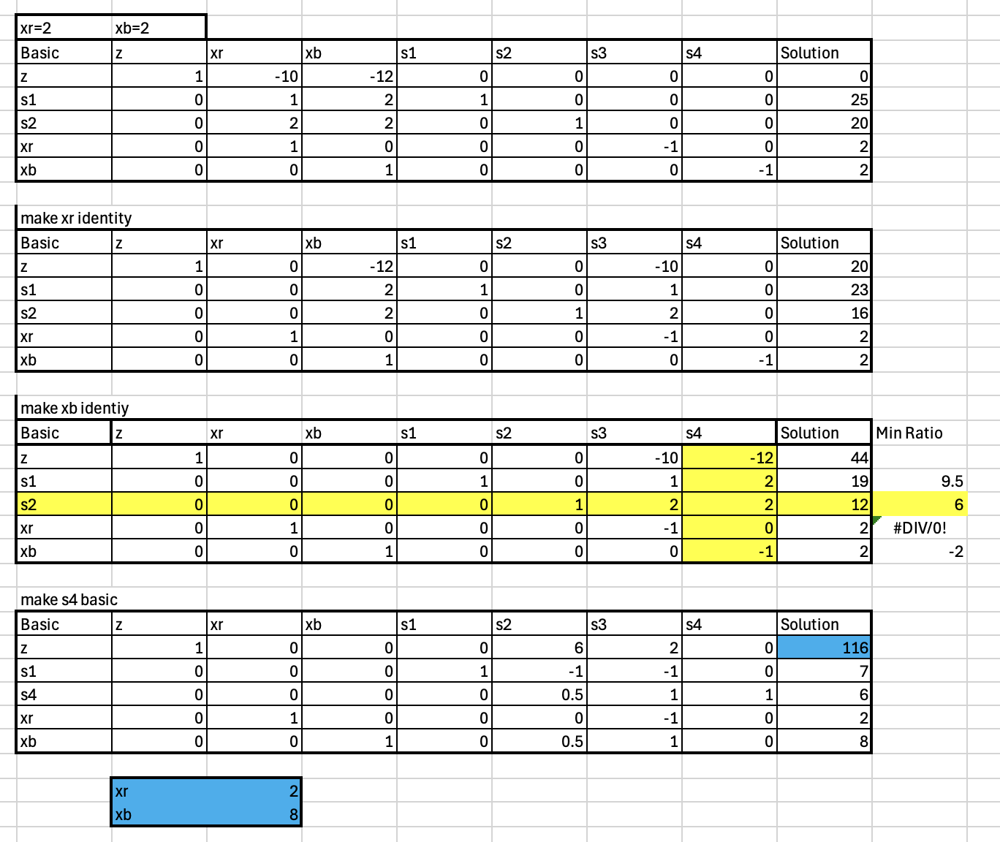 xr=2 xb=2
Basic z xr xb s1 s2 s3 s4 Solution
z 1 -10 -12 0 0 0 0 0
s1 0 1 2 1 0 0 0 25
s2 0 2 2 0 1 0 0 20
xr 0 1 0 0 0 -1 0 2
xb 0 0 1 0 0 0 -1 2
make xr identity
Basic z xr xb s1 s2 s3 s4 Solution
z 1 0 -12 0 0 -10 0 20
s1 0 0 2 1 0 1 0 23
s2 0 0 2 0 1 2 0 16
xr 0 1 0 0 0 -1 0 2
xb 0 0 1 0 0 0 -1 2
make xb identiy
Basic z xr xb s1 s2 s3 s4 Solution Min Ratio
z 1 0 0 0 0 -10 -12 44
s1 0 0 0 1 0 1 2 19 9.5
s2 0 0 0 0 1 2 2 12 6
xr 0 1 0 0 0 -1 0 2 #DIV/0!
xb 0 0 1 0 0 0 -1 2 -2
make s4 basic
Basic z xr xb s1 s2 s3 s4 Solution
z 1 0 0 0 6 2 0 116
s1 0 0 0 1 -1 -1 0 7
s4 0 0 0 0 0.5 1 1 6
xr 0 1 0 0 0 -1 0 2
xb 0 0 1 0 0.5 1 0 8
xr 2
xb 8